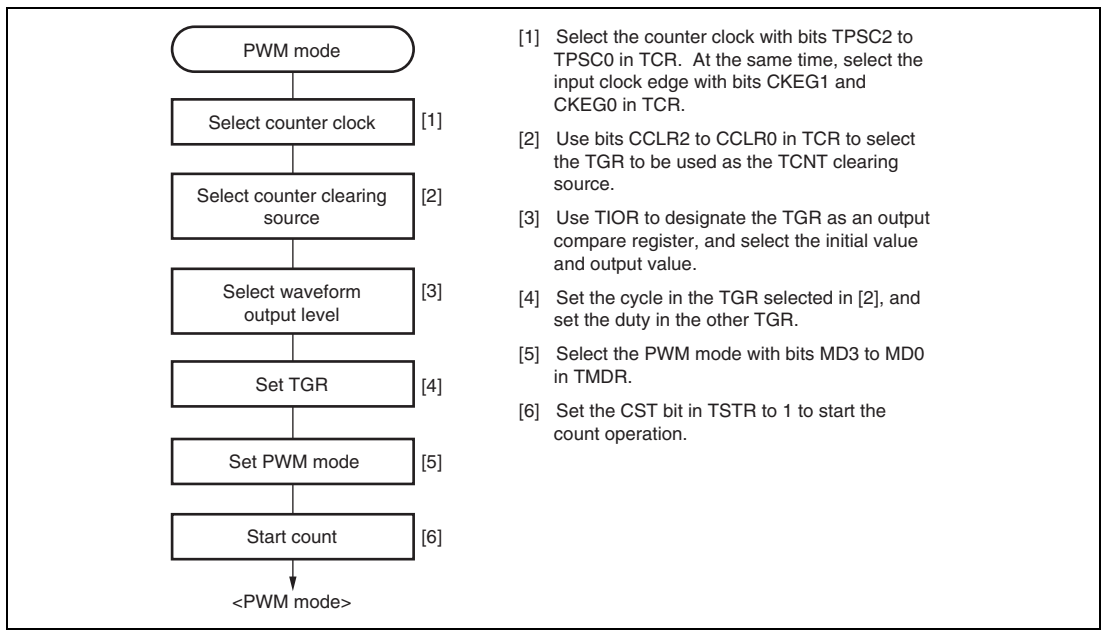 PWM mode
Select counter clock
[1]
Select counter clearing
source
[2]
Select waveform
output level
[3]
Set TGR
[4]
Set PWM mode
[5]
Start count
[6]
<PWM mode>
[1] Select the counter clock with bits TPSC2 to
TPSC0 in TCR. At the same time, select the
input clock edge with bits CKEG1 and
CKEG0 in TCR.
[2] Use bits CCLR2 to CCLR0 in TCR to select
the TGR to be used as the TCNT clearing
source.
[3] Use TIOR to designate the TGR as an output
compare register, and select the initial value
and output value.
[4] Set the cycle in the TGR selected in [2], and
set the duty in the other TGR.
[5] Select the PWM mode with bits MD3 to MD0
in TMDR.
[6] Set the CST bit in TSTR to 1 to start the
count operation.